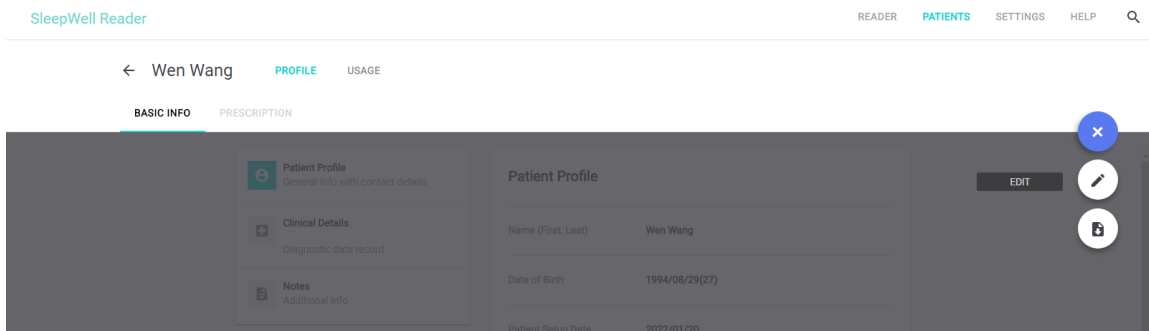 SleepWell Reader
READER PATIENTS SETTINGS HELP
Wen Wang PROFILE USAGE
BASIC INFO PRESCRIPTION
Patient Profile
General info with contact details
Clinical Details
Diagnostic data record
Notes
Additional Info
Patient Profile
EDIT
Name (First, Last) Wen Wang
Date of Birth 1994/08/29(27)
Patient Setup Date 2022/01/20